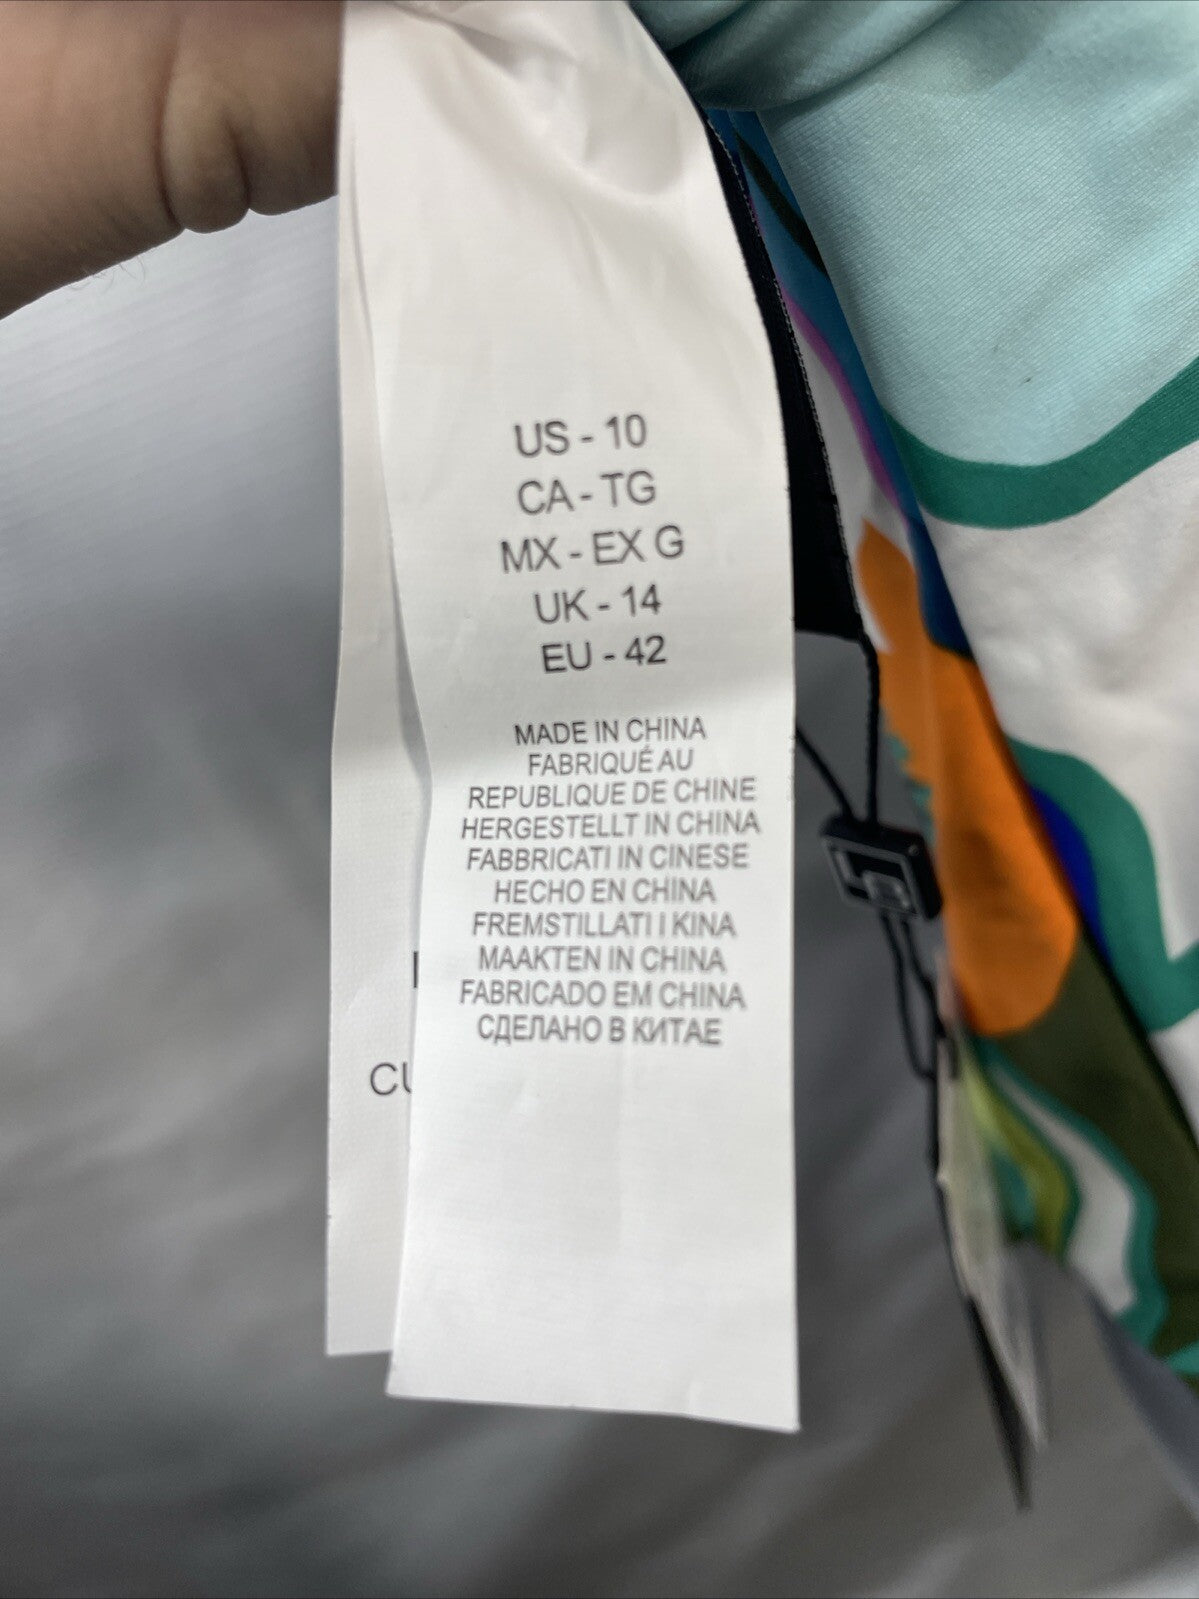 US - 10
CA - TG
MX - EX G
UK - 14
EU - 42
MADE IN CHINA
FABRIQUÉ AU
REPUBLIQUE DE CHINE
HERGESTELLT IN CHINA
FABBRICATI IN CINESE
HECHO EN CHINA
FREMSTILLATI I KINA
MAAKTEN IN CHINA
FABRICADO EM CHINA
СДЕЛАНО В КИТАЕ